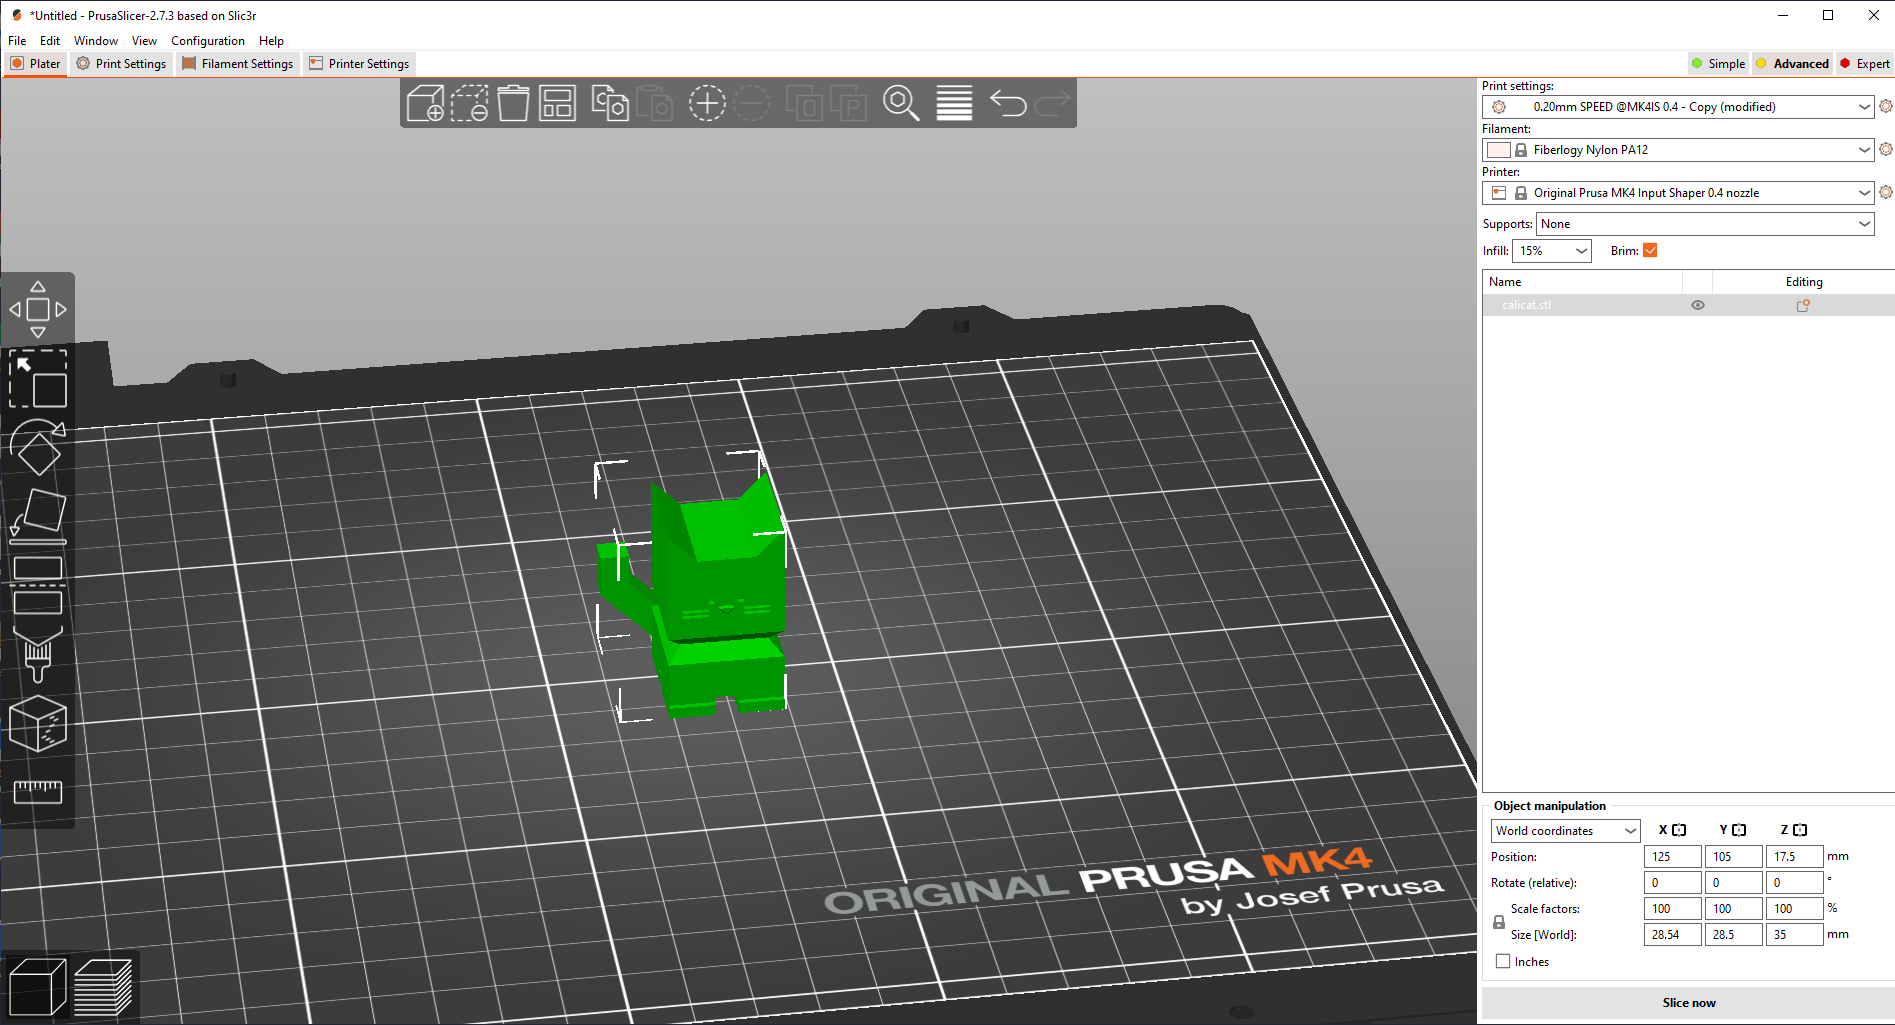 *Untitled - PrusaSlicer-2.7.3 based on Slic3r
File Edit Window View Configuration Help
Plater Print Settings Filament Settings Printer Settings Simple Advanced Expert
Print settings:
0.20mm SPEED @MK4IS 0.4 - Copy (modified)
Filament:
Fiberlogy Nylon PA12
Printer:
Original Prusa MK4 Input Shaper 0.4 nozzle
Supports: None
Infill: 15% Brim:
Name Editing
calicat.stl
Object manipulation
World coordinates X Y Z
Position: 125 105 17.5 mm
Rotate (relative): 0 0 0 °
Scale factors: 100 100 100 %
Size [World]: 28.54 28.5 35 mm
Inches
Slice now
ORIGINAL PRUSA MK4
by Josef Prusa